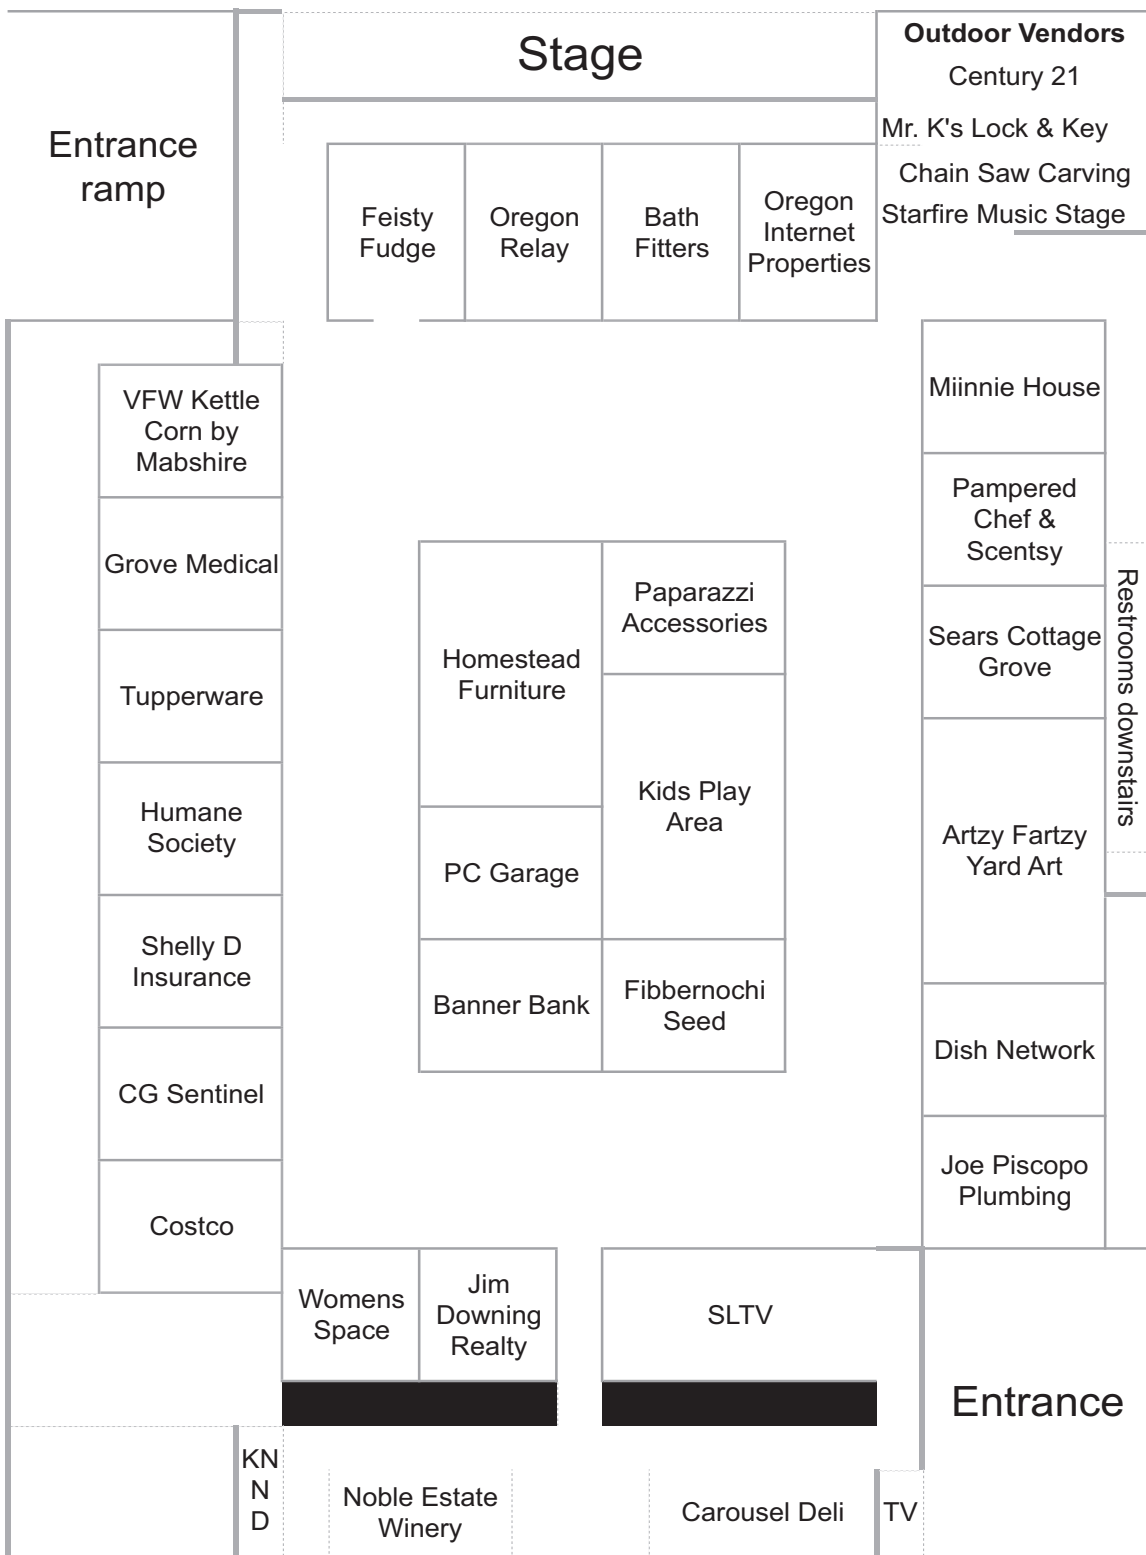 Stage
Outdoor Vendors
Century 21
Mr. K's Lock & Key
Chain Saw Carving
Starfire Music Stage
Entrance
ramp
Feisty
Fudge
Oregon
Relay
Bath
Fitters
Oregon
Internet
Properties
VFW Kettle
Corn by
Mabshire
Grove Medical
Tupperware
Humane
Society
Shelly D
Insurance
CG Sentinel
Costco
Homestead
Furniture
PC Garage
Banner Bank
Paparazzi
Accessories
Kids Play
Area
Fibbernochi
Seed
Miinnie House
Pampered
Chef &
Scentsy
Sears Cottage
Grove
Artzy Fartzy
Yard Art
Dish Network
Joe Piscopo
Plumbing
Restrooms downstairs
Womens
Space
Jim
Downing
Realty
SLTV
Entrance
KN
N
D
Noble Estate
Winery
Carousel Deli
TV